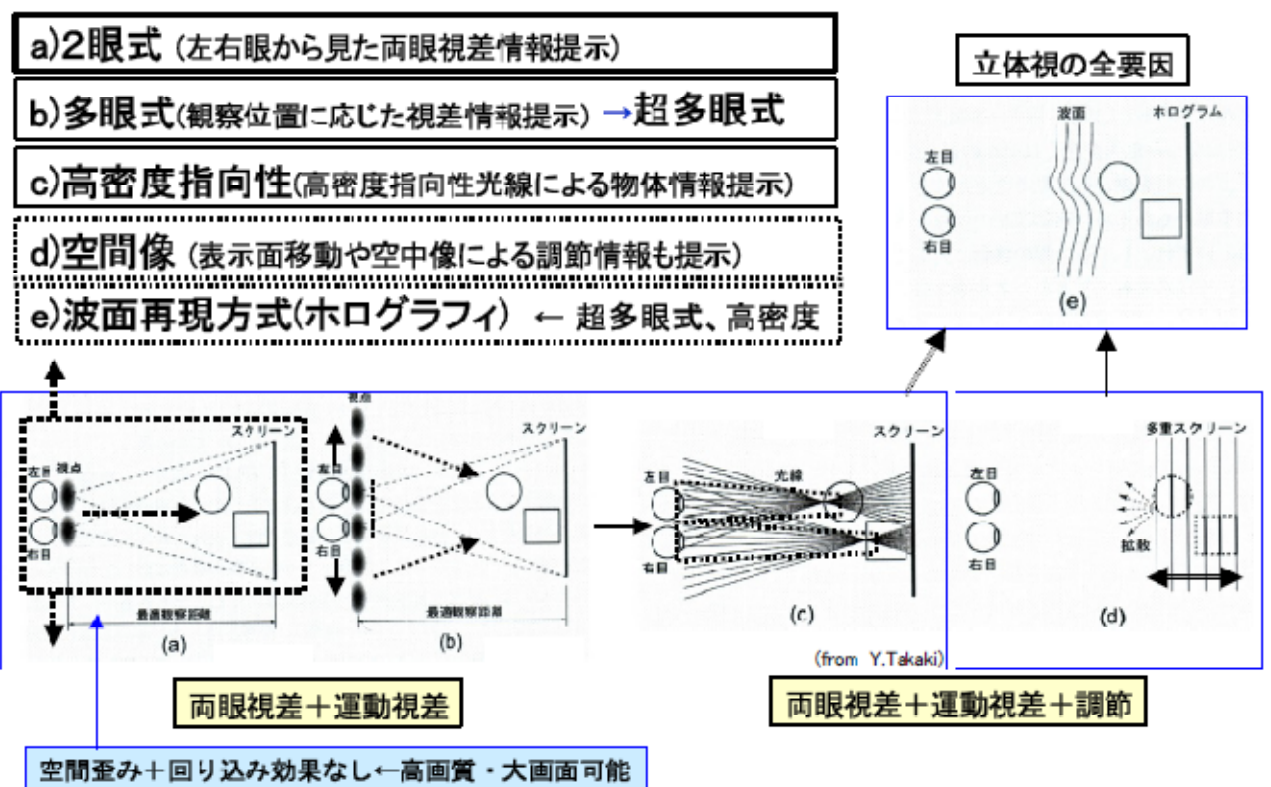 a)2眼式 (左右眼から見た両眼視差情報提示)
b)多眼式(観察位置に応じた視差情報提示) →超多眼式
c)高密度指向性(高密度指向性光線による物体情報提示)
d)空間像 (表示面移動や空中像による調節情報も提示)
e)波面再現方式(ホログラフィ) ← 超多眼式、高密度
立体視の全要因
波面
ホログラム
左目
右目
(e)
スクリーン
左目 視点
右目
最適観察距離
(a)
視点
スクリーン
左目
右目
最適観察距離
(b)
スクリーン
左目
光線
右目
(c)
(from Y.Takaki)
多重スクリーン
左目
拡散
右目
(d)
両眼視差+運動視差
両眼視差+運動視差+調節
空間歪み+回り込み効果なし←高画質・大画面可能